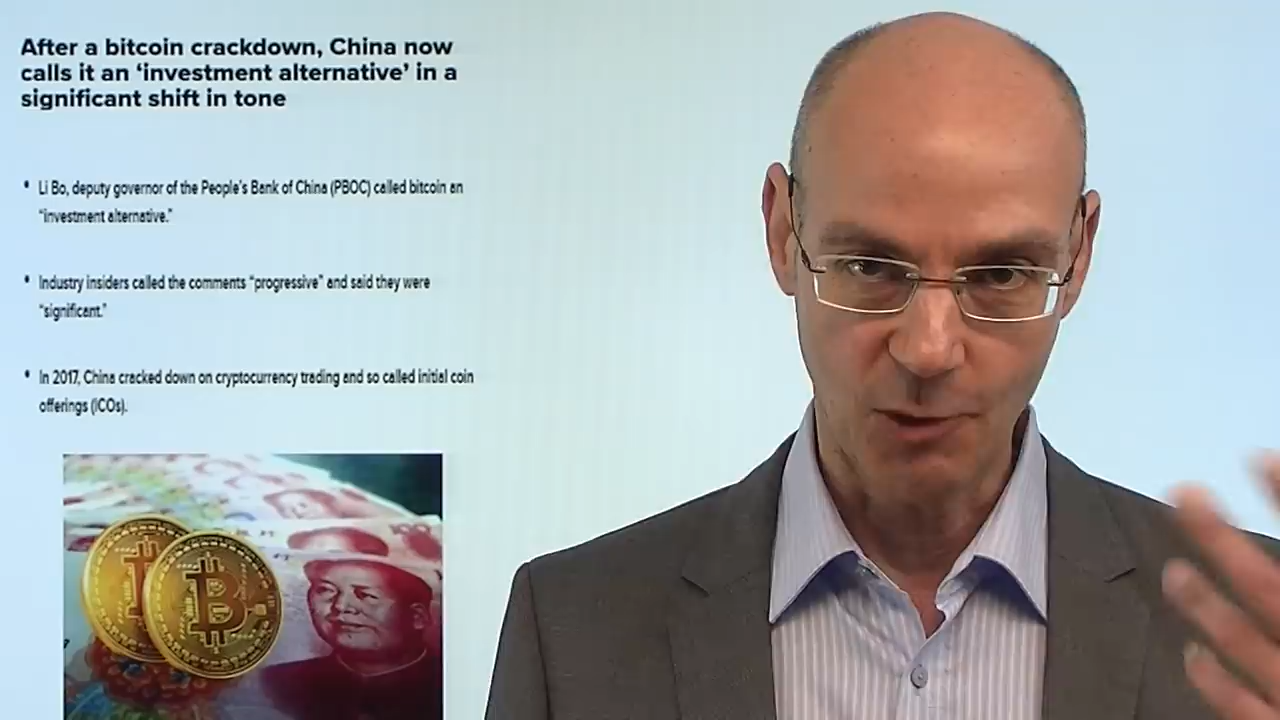 After a bitcoin crackdown, China now
calls it an ‘investment alternative’ in a
significant shift in tone
• Li Bo, deputy governor of the People’s Bank of China (PBOC) called bitcoin an
“investment alternative.”
• Industry insiders called the comments “progressive” and said they were
“significant.”
• In 2017, China cracked down on cryptocurrency trading and so called initial coin
offerings (ICOs).